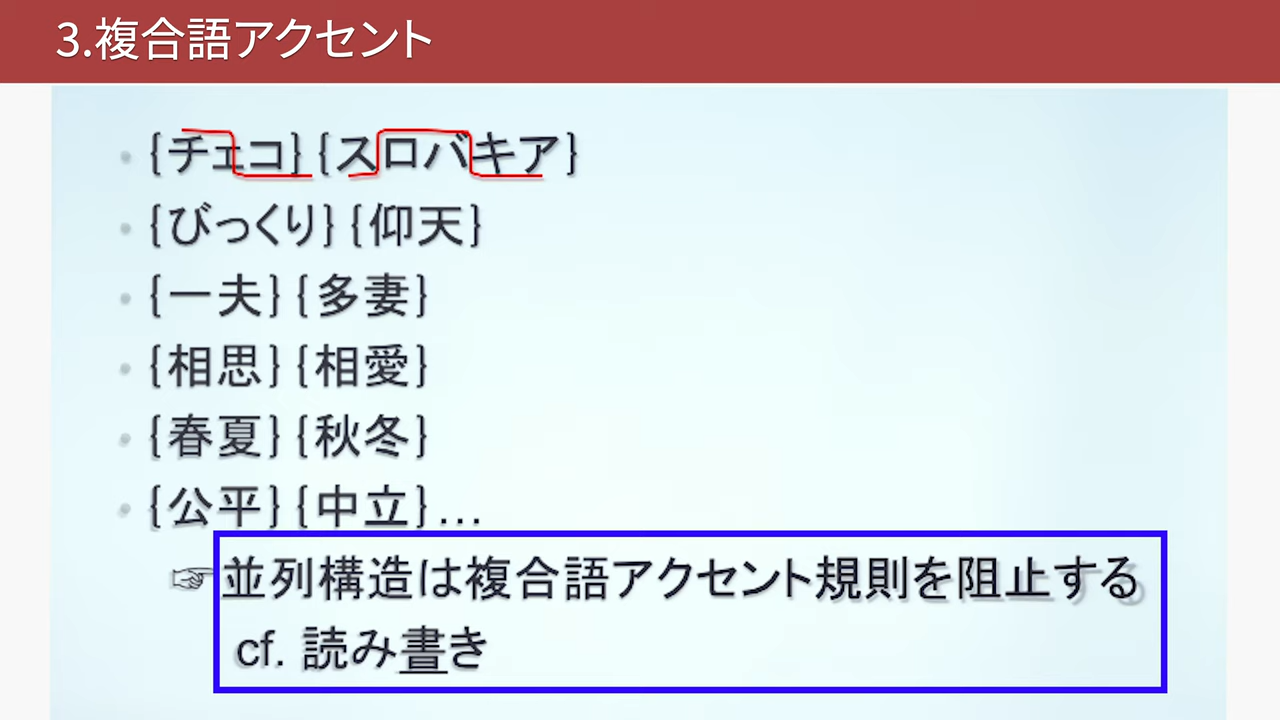 3.複合語アクセント
• {チェコ} {スロバキア}
• {びっくり} {仰天}
• {一夫} {多妻}
• {相思} {相愛}
• {春夏} {秋冬}
• {公平} {中立} …
☞並列構造は複合語アクセント規則を阻止する
cf. 読み書き